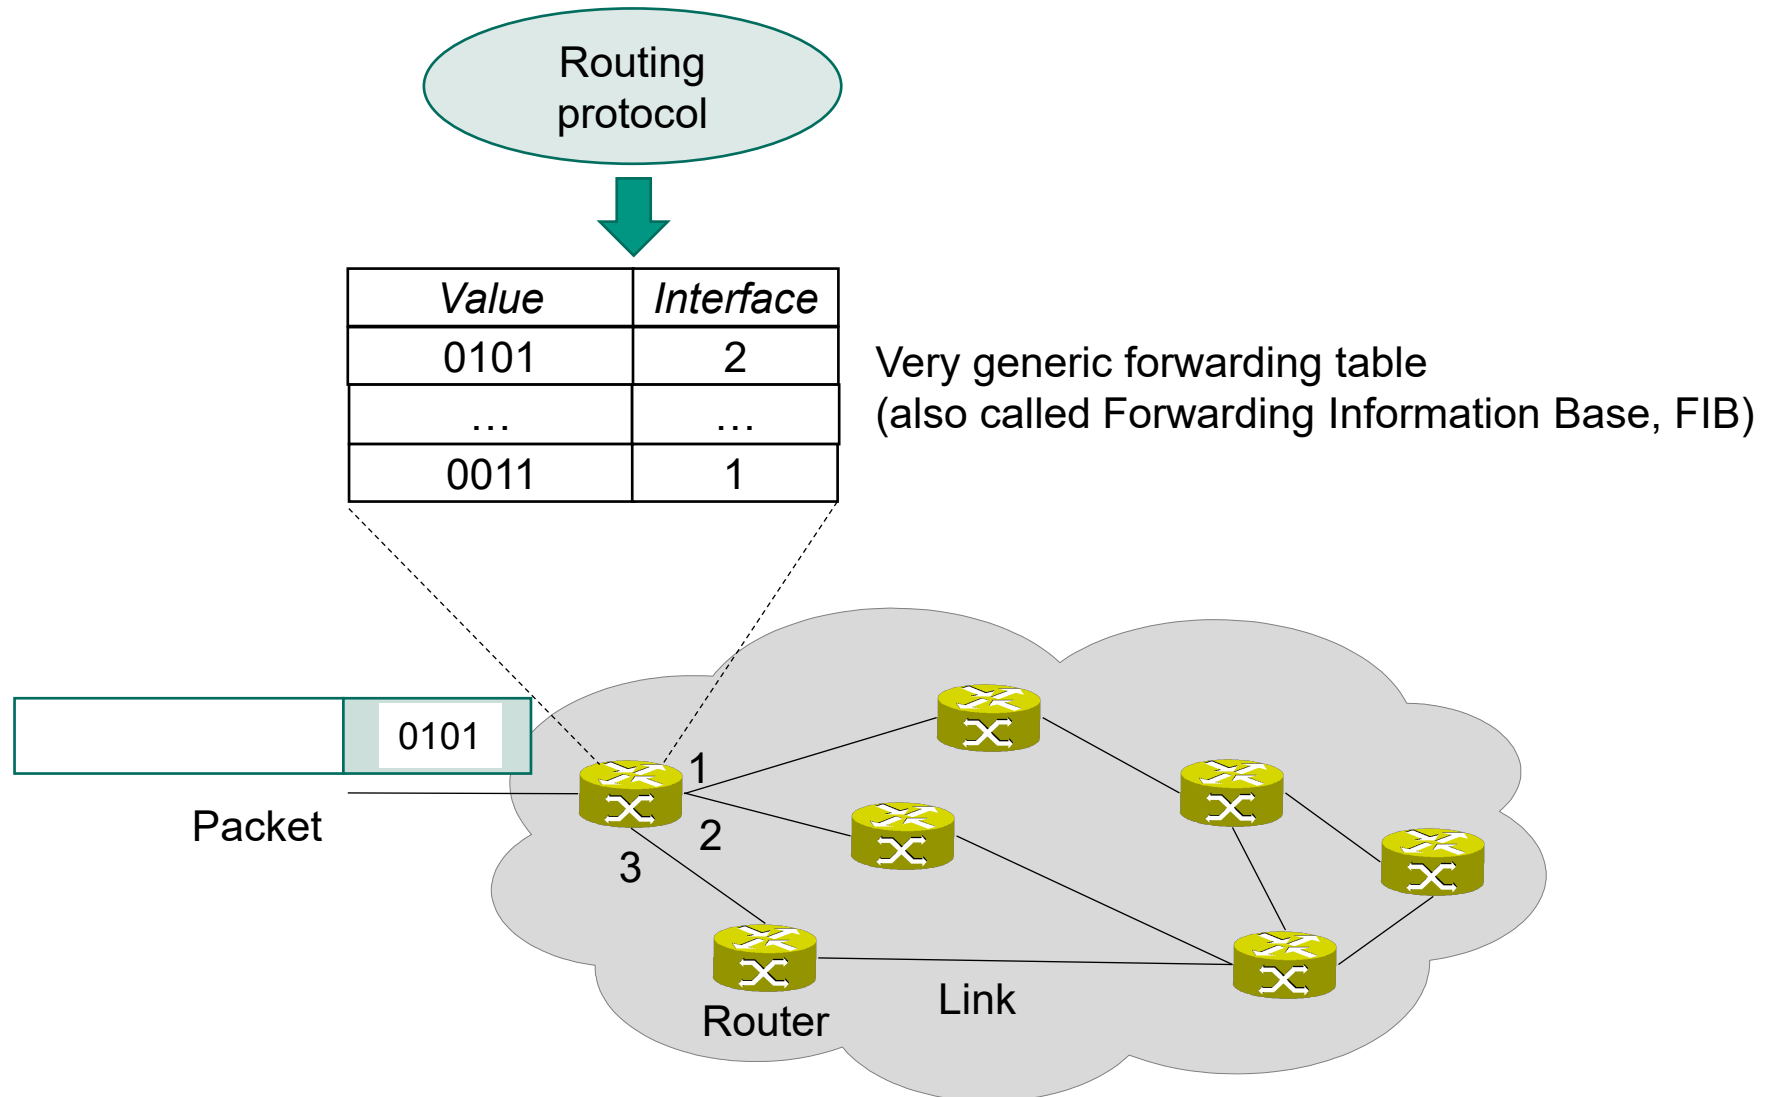 Routing
protocol
Value Interface
0101 2
… …
0011 1
Very generic forwarding table
(also called Forwarding Information Base, FIB)
0101
Packet
1
2
3
Router
Link